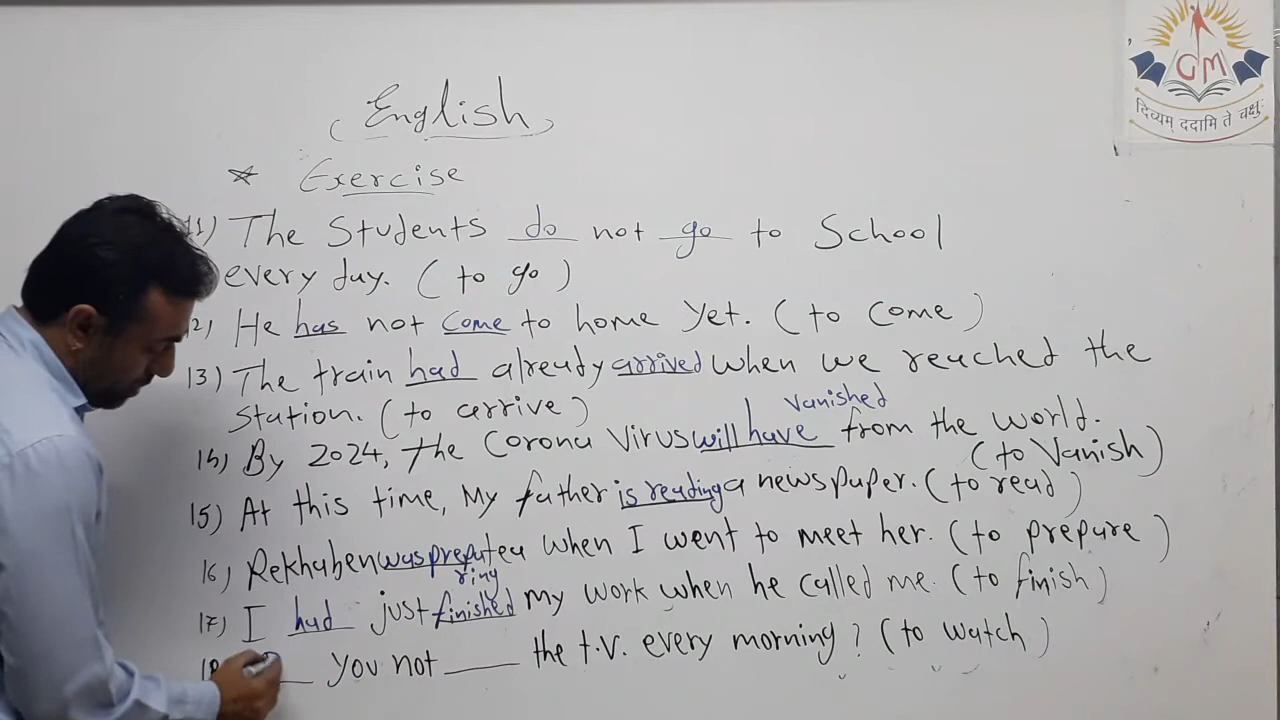 GM
दिव्यम् ददामि ते चक्षुः
(English)
* Exercise
11) The Students do not go to School
every day. (to go)
12) He has not come to home yet. (to come)
13) The train had already arrived when we reached the
Station. (to arrive)
14) By 2024, the Corona Virus will have vanished from the world.
(to Vanish)
15) At this time, My father is reading a newspaper. (to read)
16) Rekhaben was preparing tea when I went to meet her. (to prepare)
17) I had just finished my work when he called me. (to finish)
___ you not ___ the t.v. every morning? (to watch)